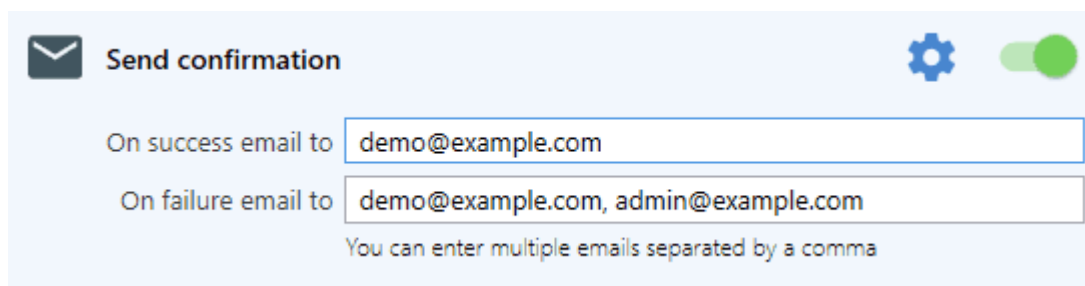 Send confirmation
On success email to demo@example.com
On failure email to demo@example.com, admin@example.com
You can enter multiple emails separated by a comma